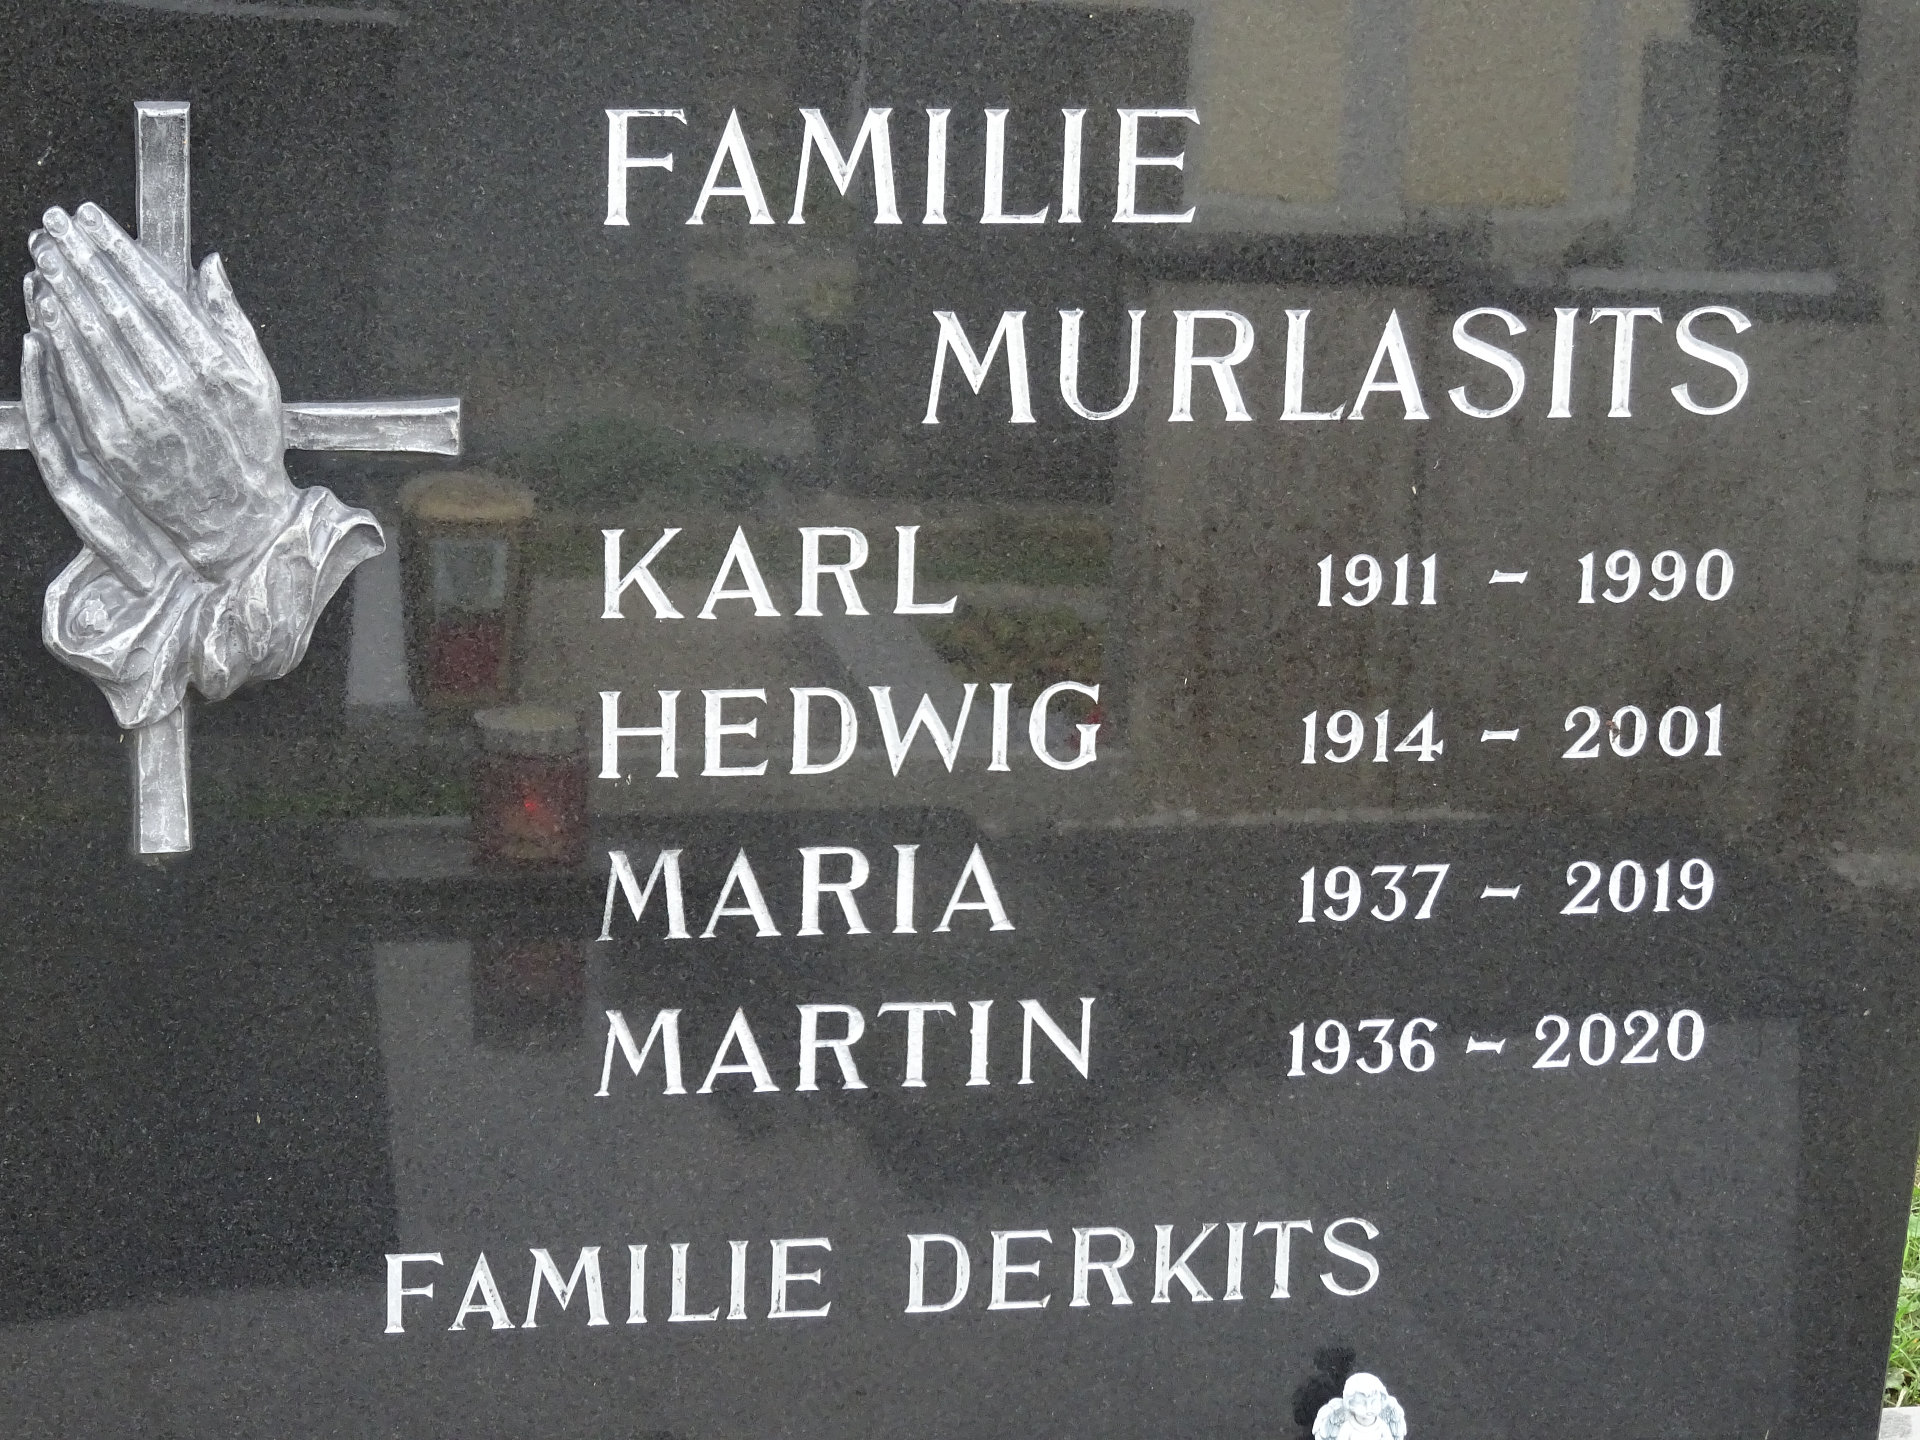 FAMILIE
MURLASITS
KARL 1911 - 1990
HEDWIG 1914 - 2001
MARIA 1937 - 2019
MARTIN 1936 - 2020
FAMILIE DERKITS